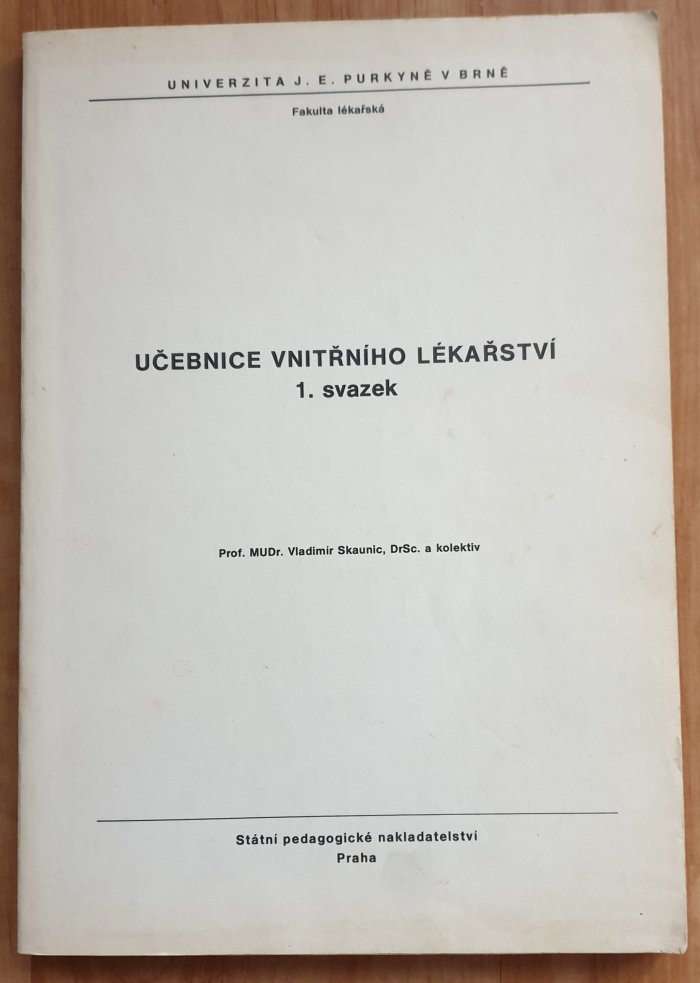 UNIVERZITA J. E. PURKYNĚ V BRNĚ
Fakulta lékařská
UČEBNICE VNITŘNÍHO LÉKAŘSTVÍ
1. svazek
Prof. MUDr. Vladimír Skaunic, DrSc. a kolektiv
Státní pedagogické nakladatelství
Praha